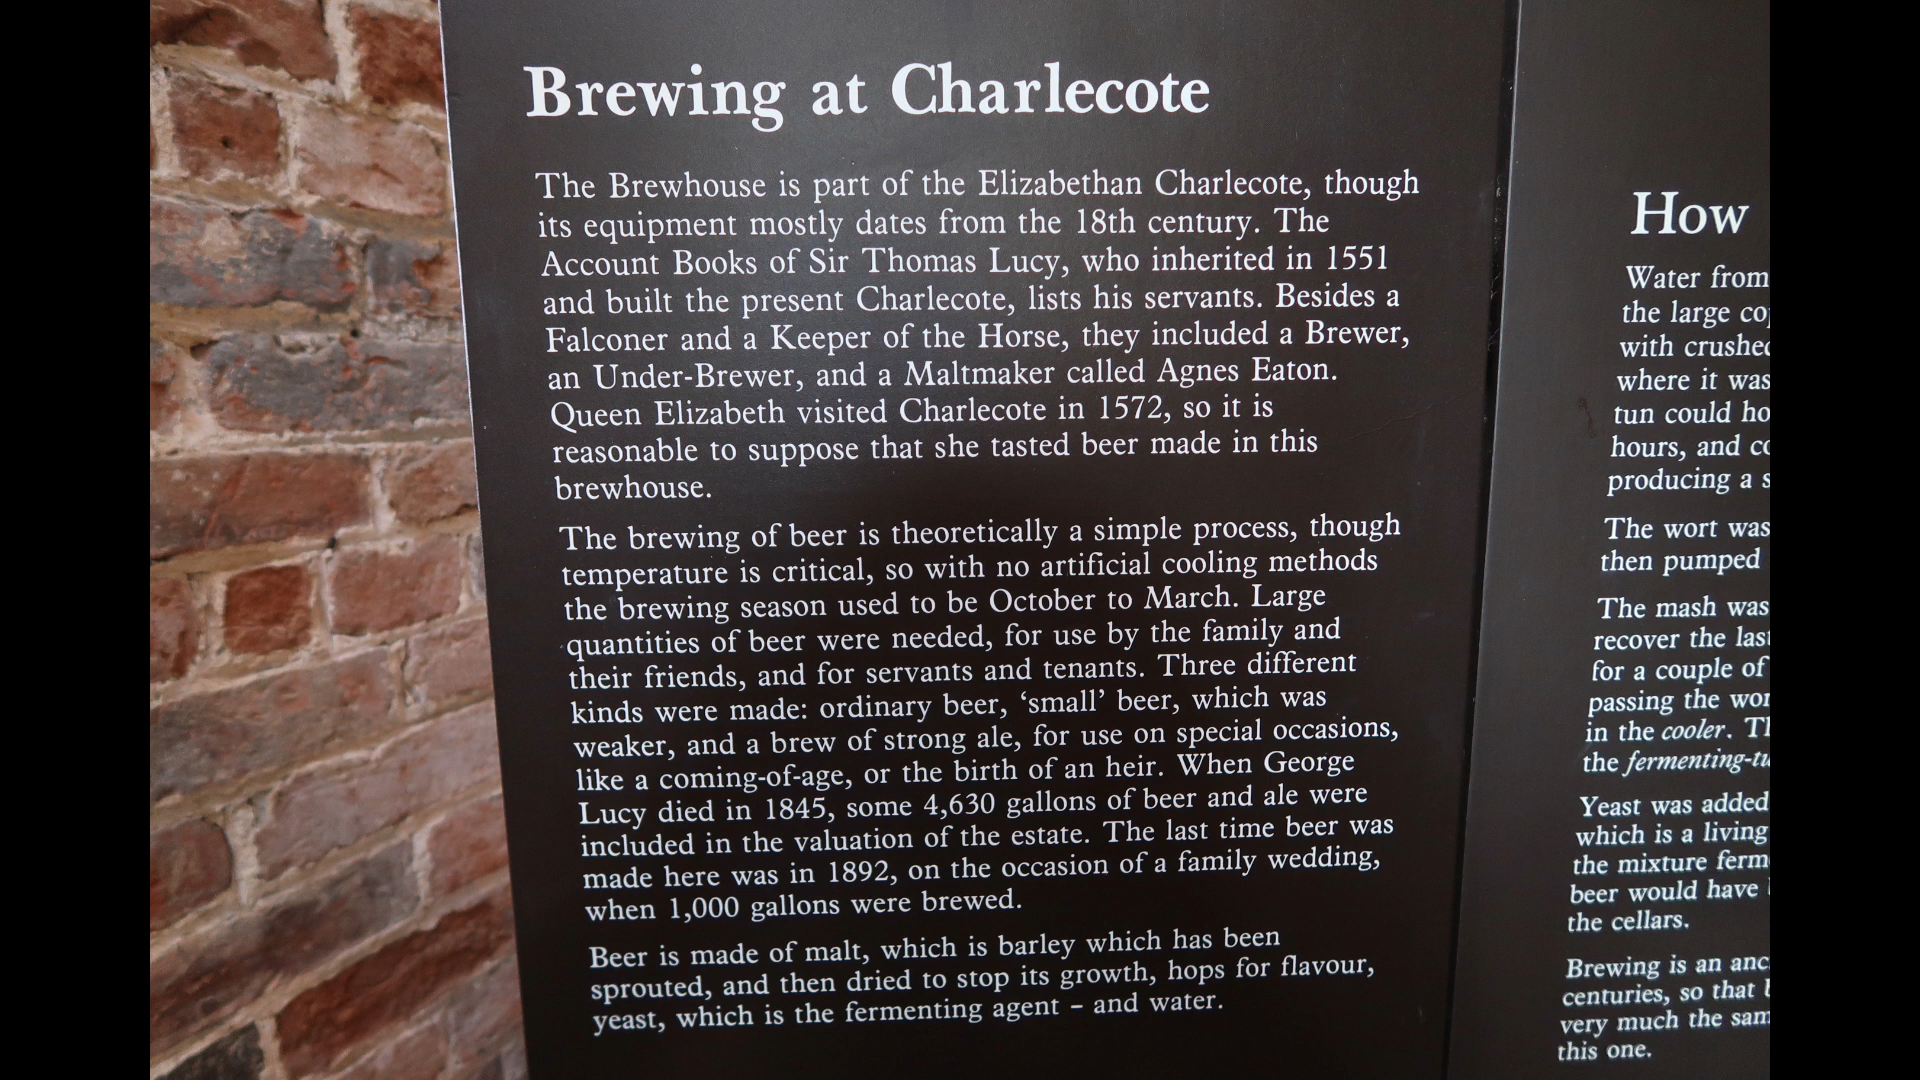 Brewing at Charlecote
The Brewhouse is part of the Elizabethan Charlecote, though
its equipment mostly dates from the 18th century. The
Account Books of Sir Thomas Lucy, who inherited in 1551
and built the present Charlecote, lists his servants. Besides a
Falconer and a Keeper of the Horse, they included a Brewer,
an Under-Brewer, and a Maltmaker called Agnes Eaton.
Queen Elizabeth visited Charlecote in 1572, so it is
reasonable to suppose that she tasted beer made in this
brewhouse.
The brewing of beer is theoretically a simple process, though
temperature is critical, so with no artificial cooling methods
the brewing season used to be October to March. Large
quantities of beer were needed, for use by the family and
their friends, and for servants and tenants. Three different
kinds were made: ordinary beer, ‘small’ beer, which was
weaker, and a brew of strong ale, for use on special occasions,
like a coming-of-age, or the birth of an heir. When George
Lucy died in 1845, some 4,630 gallons of beer and ale were
included in the valuation of the estate. The last time beer was
made here was in 1892, on the occasion of a family wedding,
when 1,000 gallons were brewed.
Beer is made of malt, which is barley which has been
sprouted, and then dried to stop its growth, hops for flavour,
yeast, which is the fermenting agent – and water.
How
Water from
the large
with
where it was
tun could
hours, and
producing a
The wort was
then pumped
The mash was
recover the
for a couple of
passing the
in the cooler.
the
Yeast was added
which is a living
the mixture
beer would have
the cellars.
Brewing is an
centuries, so that
very much the
this one.